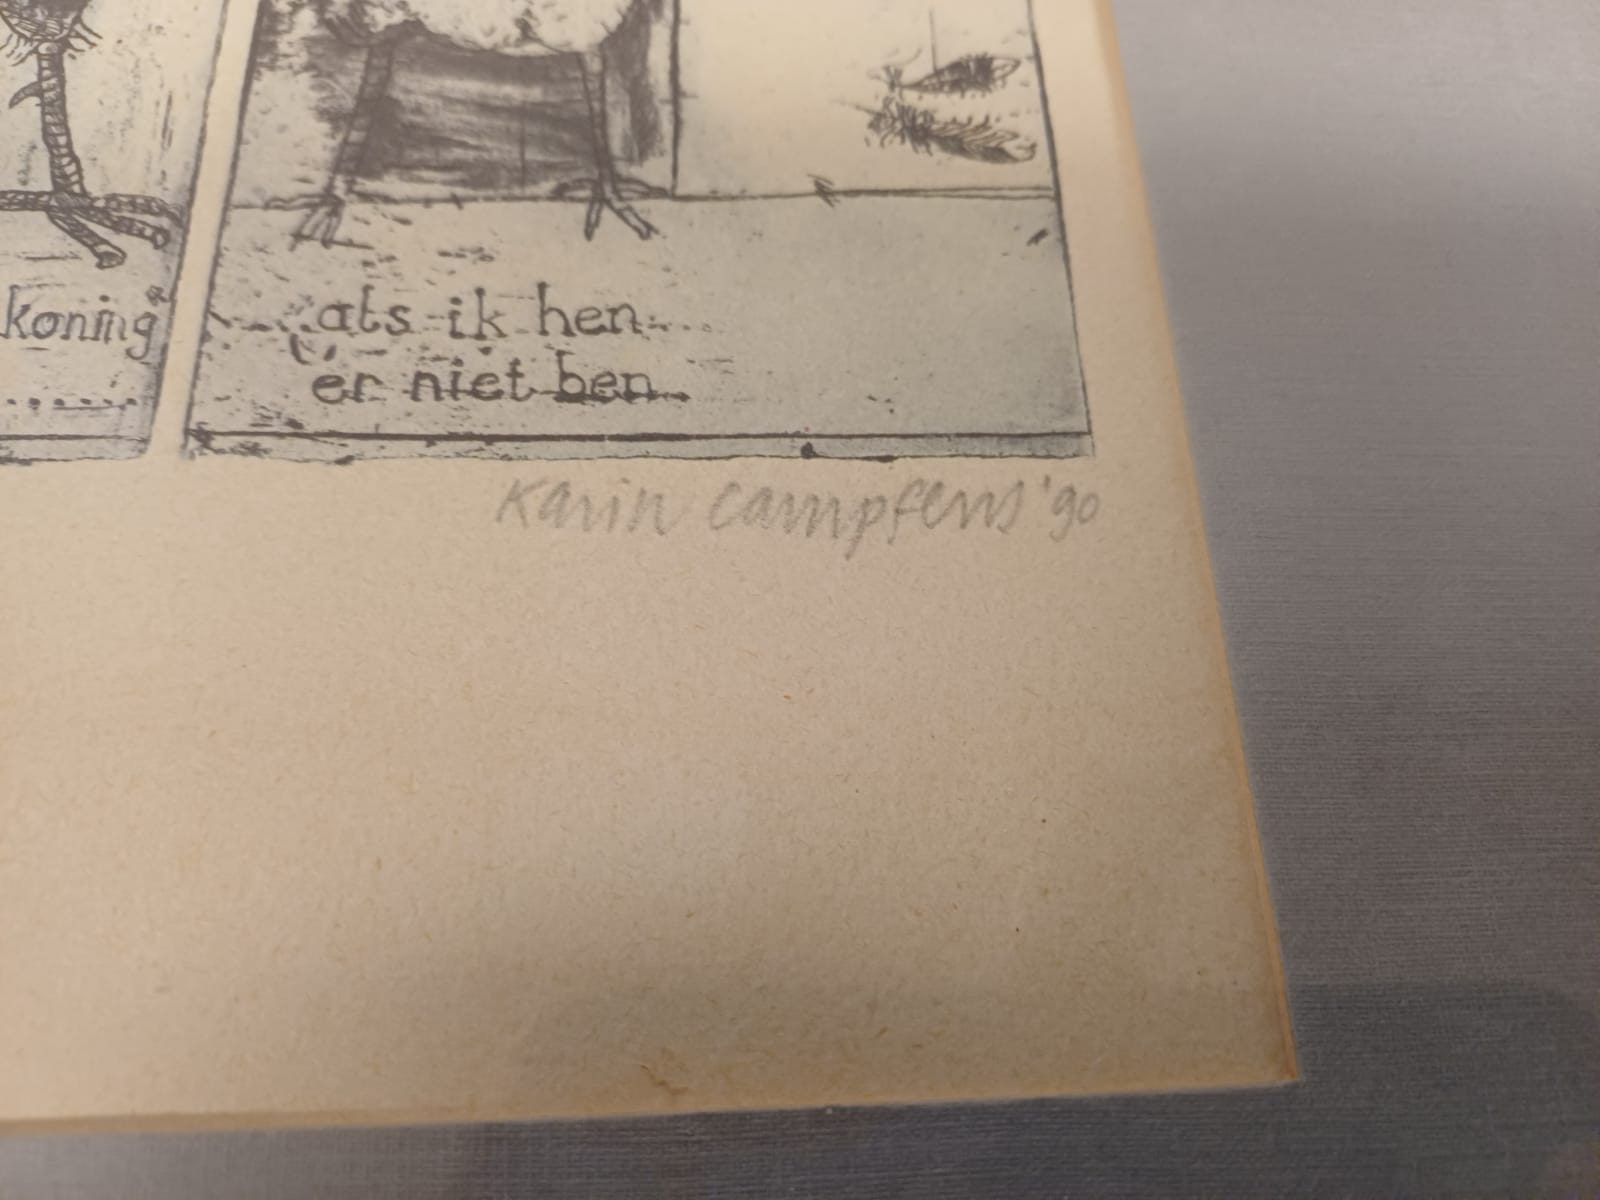 koning
........
als ik hen....
er niet ben..
Karin Campfens '90